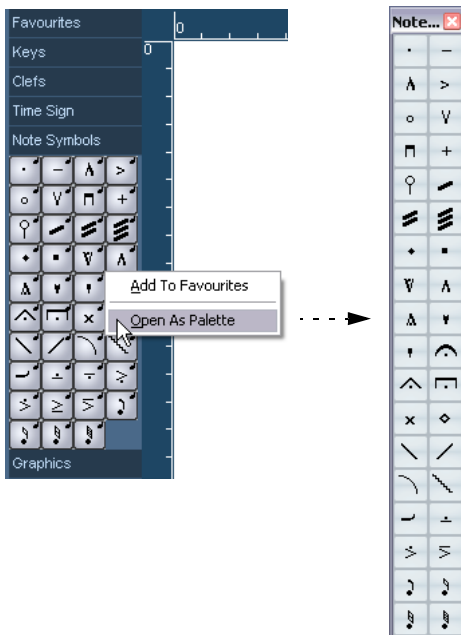 Favourites
Keys
Clefs
Time Sign
Note Symbols
Graphics
0
0
Add To Favourites
Open As Palette
Note...